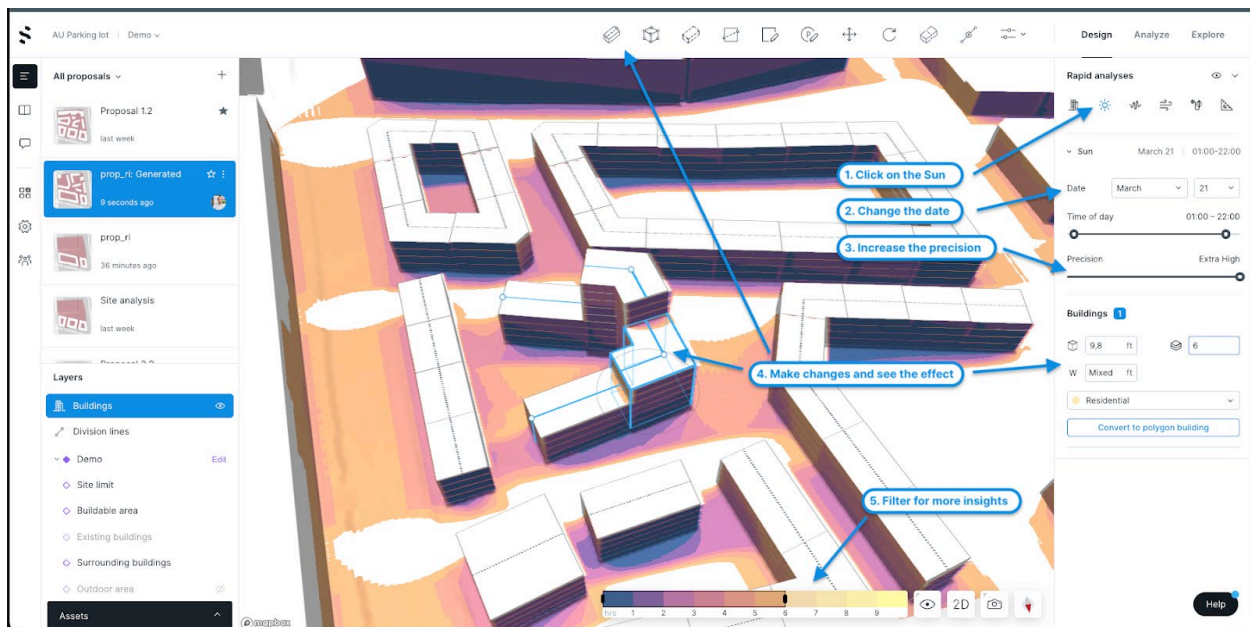 AU Parking lot
Demo
Design
Analyze
Explore
All proposals
Proposal 1.2
last week
prop_ri: Generated
9 seconds ago
prop_ri
36 minutes ago
Site analysis
last week
Layers
Buildings
Division lines
Demo
Edit
Site limit
Buildable area
Existing buildings
Surrounding buildings
Outdoor area
Assets
Rapid analyses
Sun
March 21
01:00-22:00
Date
March
21
Time of day
01:00 – 22:00
Precision
Extra High
Buildings 1
9,8 ft
6
W Mixed ft
Residential
Convert to polygon building
1. Click on the Sun
2. Change the date
3. Increase the precision
4. Make changes and see the effect
5. Filter for more insights
hrs 1 2 3 4 5 6 7 8 9
2D
mapbox
Help